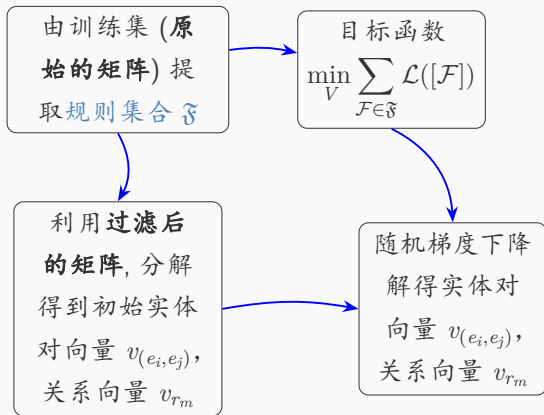 由训练集 (原
始的矩阵) 提
取规则集合 𝔉
目标函数
min_V ∑_{ℱ∈𝔉} ℒ([ℱ])
利用过滤后
的矩阵, 分解
得到初始实体
对向量 v_{(e_i,e_j)},
关系向量 v_{r_m}
随机梯度下降
解得实体对
向量 v_{(e_i,e_j)},
关系向量 v_{r_m}